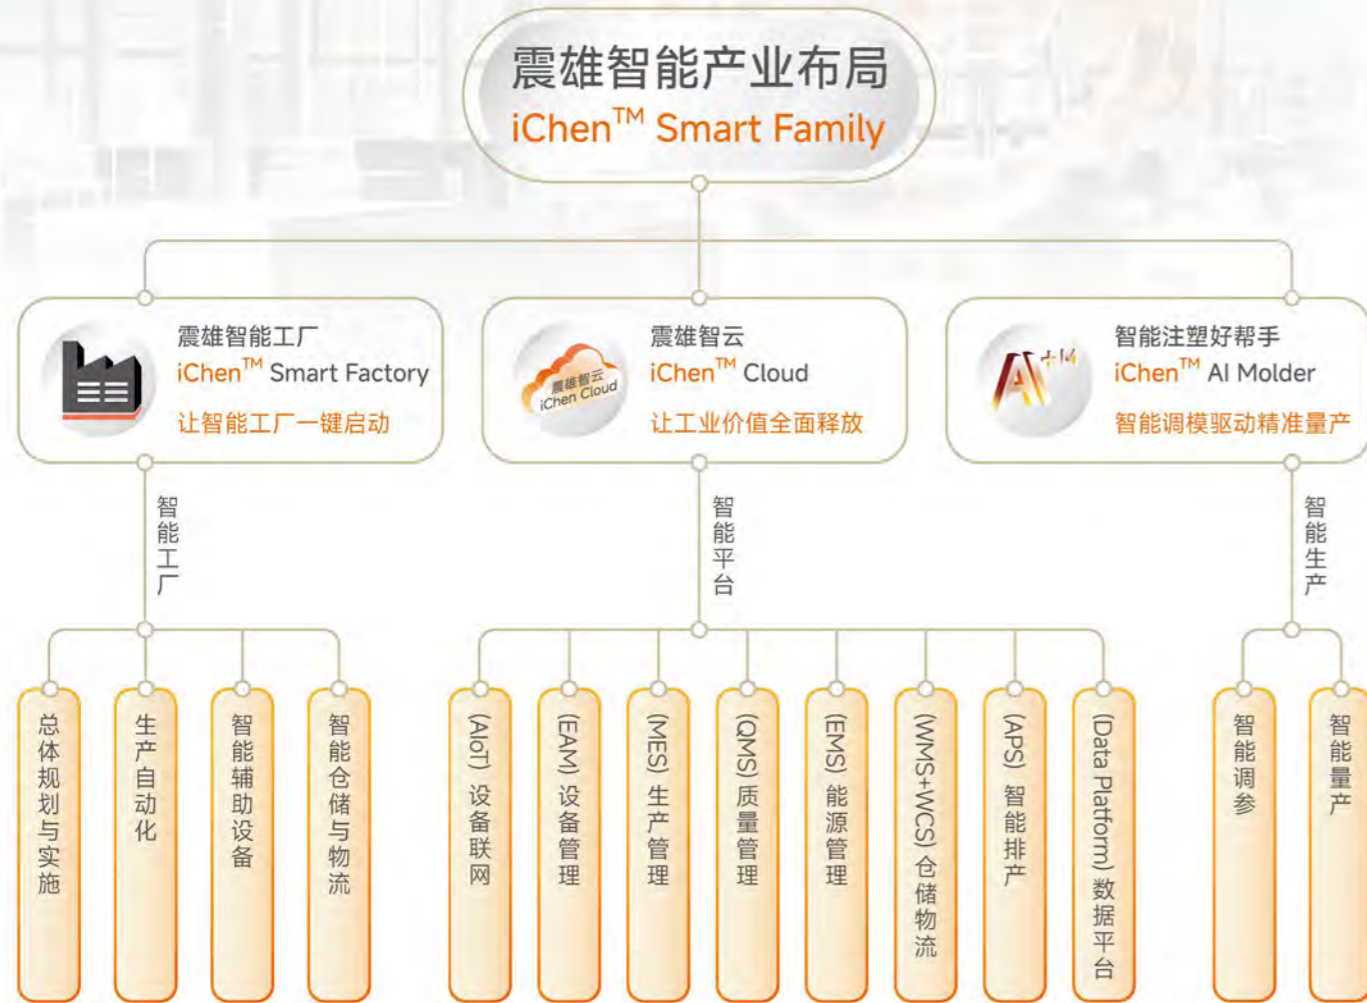 震雄智能产业布局
iChen™ Smart Family
震雄智能工厂
iChen™ Smart Factory
让智能工厂一键启动
震雄智云
iChen Cloud
震雄智云
iChen™ Cloud
让工业价值全面释放
AI+M
智能注塑好帮手
iChen™ AI Molder
智能调模驱动精准量产
智能工厂
智能平台
智能生产
总体规划与实施
生产自动化
智能辅助设备
智能仓储与物流
(AIoT) 设备联网
(EAM) 设备管理
(MES) 生产管理
(QMS) 质量管理
(EMS) 能源管理
(WMS+WCS) 仓储物流
(APS) 智能排产
(Data Platform) 数据平台
智能调参
智能量产